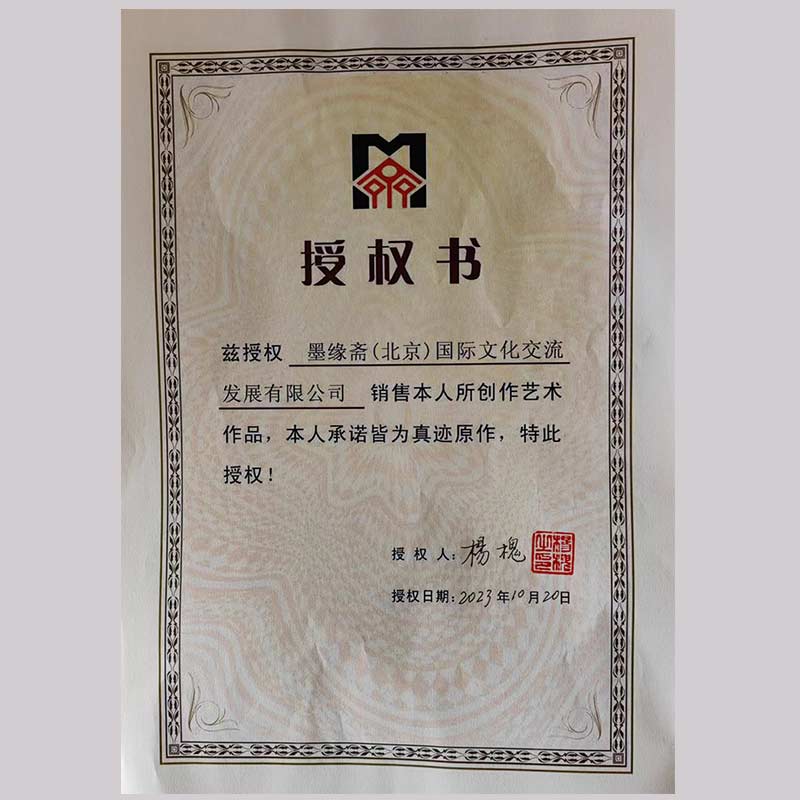 授权书
兹授权 墨缘斋(北京)国际文化交流
发展有限公司 销售本人所创作艺术
作品，本人承诺皆为真迹原作，特此
授权！
授 权 人：楊槐
授权日期：2023年10月20日